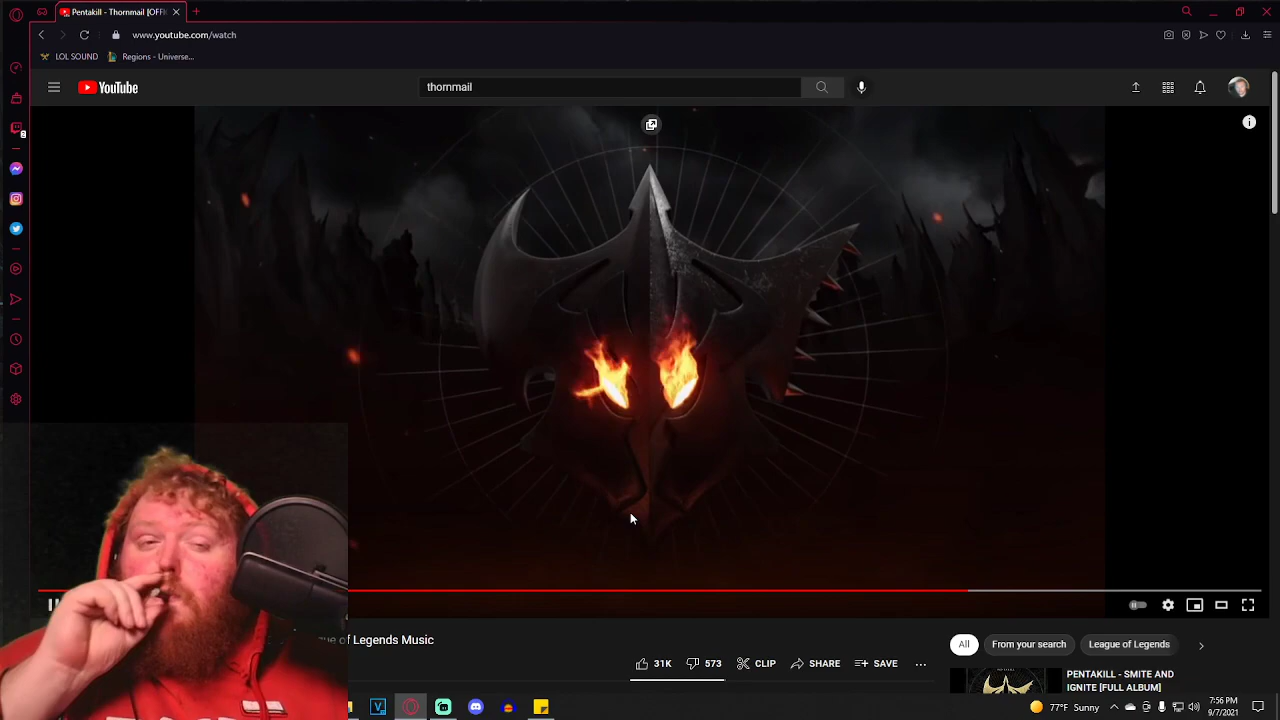 Pentakill - Thornmail [OFFI
www.youtube.com/watch
LOL SOUND
Regions - Universe...
YouTube
thornmail
ue of Legends Music
31K
573
CLIP
SHARE
SAVE
All
From your search
League of Legends
PENTAKILL - SMITE AND
IGNITE [FULL ALBUM]
77°F Sunny
7:56 PM
9/7/2021